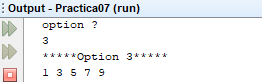 Output - Practica07 (run)
option ?
3
*****Option 3*****
1 3 5 7 9